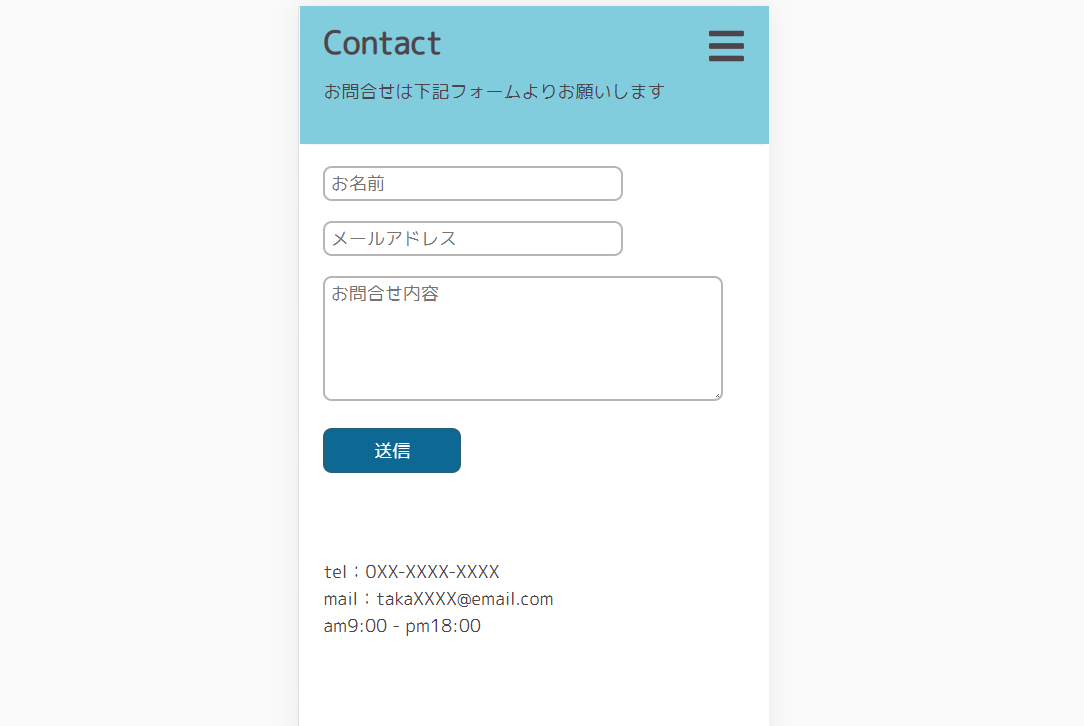 Contact
お問合せは下記フォームよりお願いします
お名前
メールアドレス
お問合せ内容
送信
tel：0XX-XXXX-XXXX
mail：takaXXXX@email.com
am9:00 - pm18:00